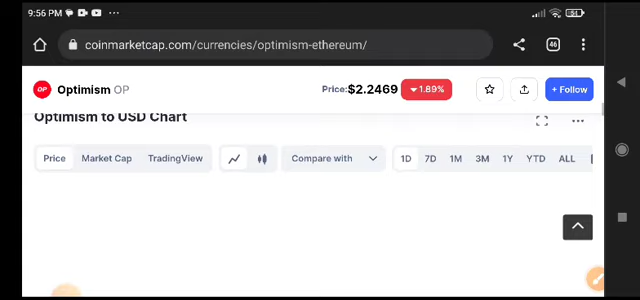 9:56 PM
51
coinmarketcap.com/currencies/optimism-ethereum/
46
OP Optimism OP Price:$2.2469 1.89% + Follow
Optimism to USD Chart
Price Market Cap TradingView Compare with 1D 7D 1M 3M 1Y YTD ALL